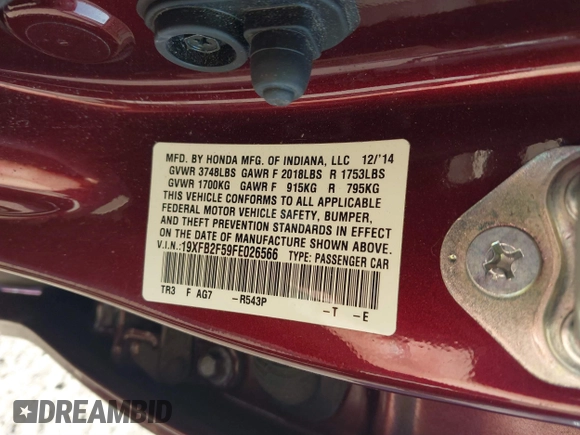 MFD. BY HONDA MFG. OF INDIANA, LLC 12/'14
GVWR 3748LBS GAWR F 2018LBS R 1753LBS
GVWR 1700KG GAWR F 915KG R 795KG
THIS VEHICLE CONFORMS TO ALL APPLICABLE
FEDERAL MOTOR VEHICLE SAFETY, BUMPER,
AND THEFT PREVENTION STANDARDS IN EFFECT
ON THE DATE OF MANUFACTURE SHOWN ABOVE.
V.I.N.:19XFB2F59FE026566 TYPE: PASSENGER CAR
TR3 F AG7 -R543P -T -E
DREAMBID